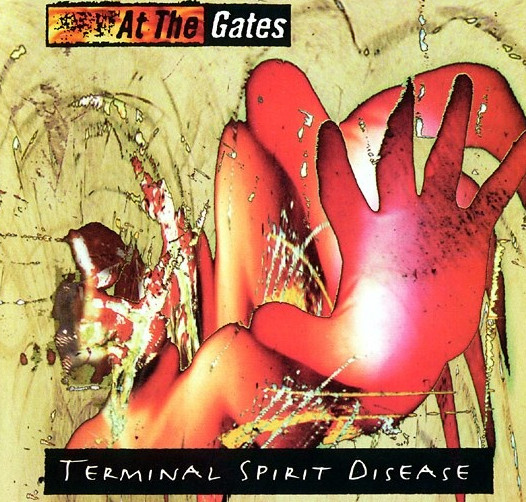 At The Gates
TERMINAL SPIRIT DISEASE